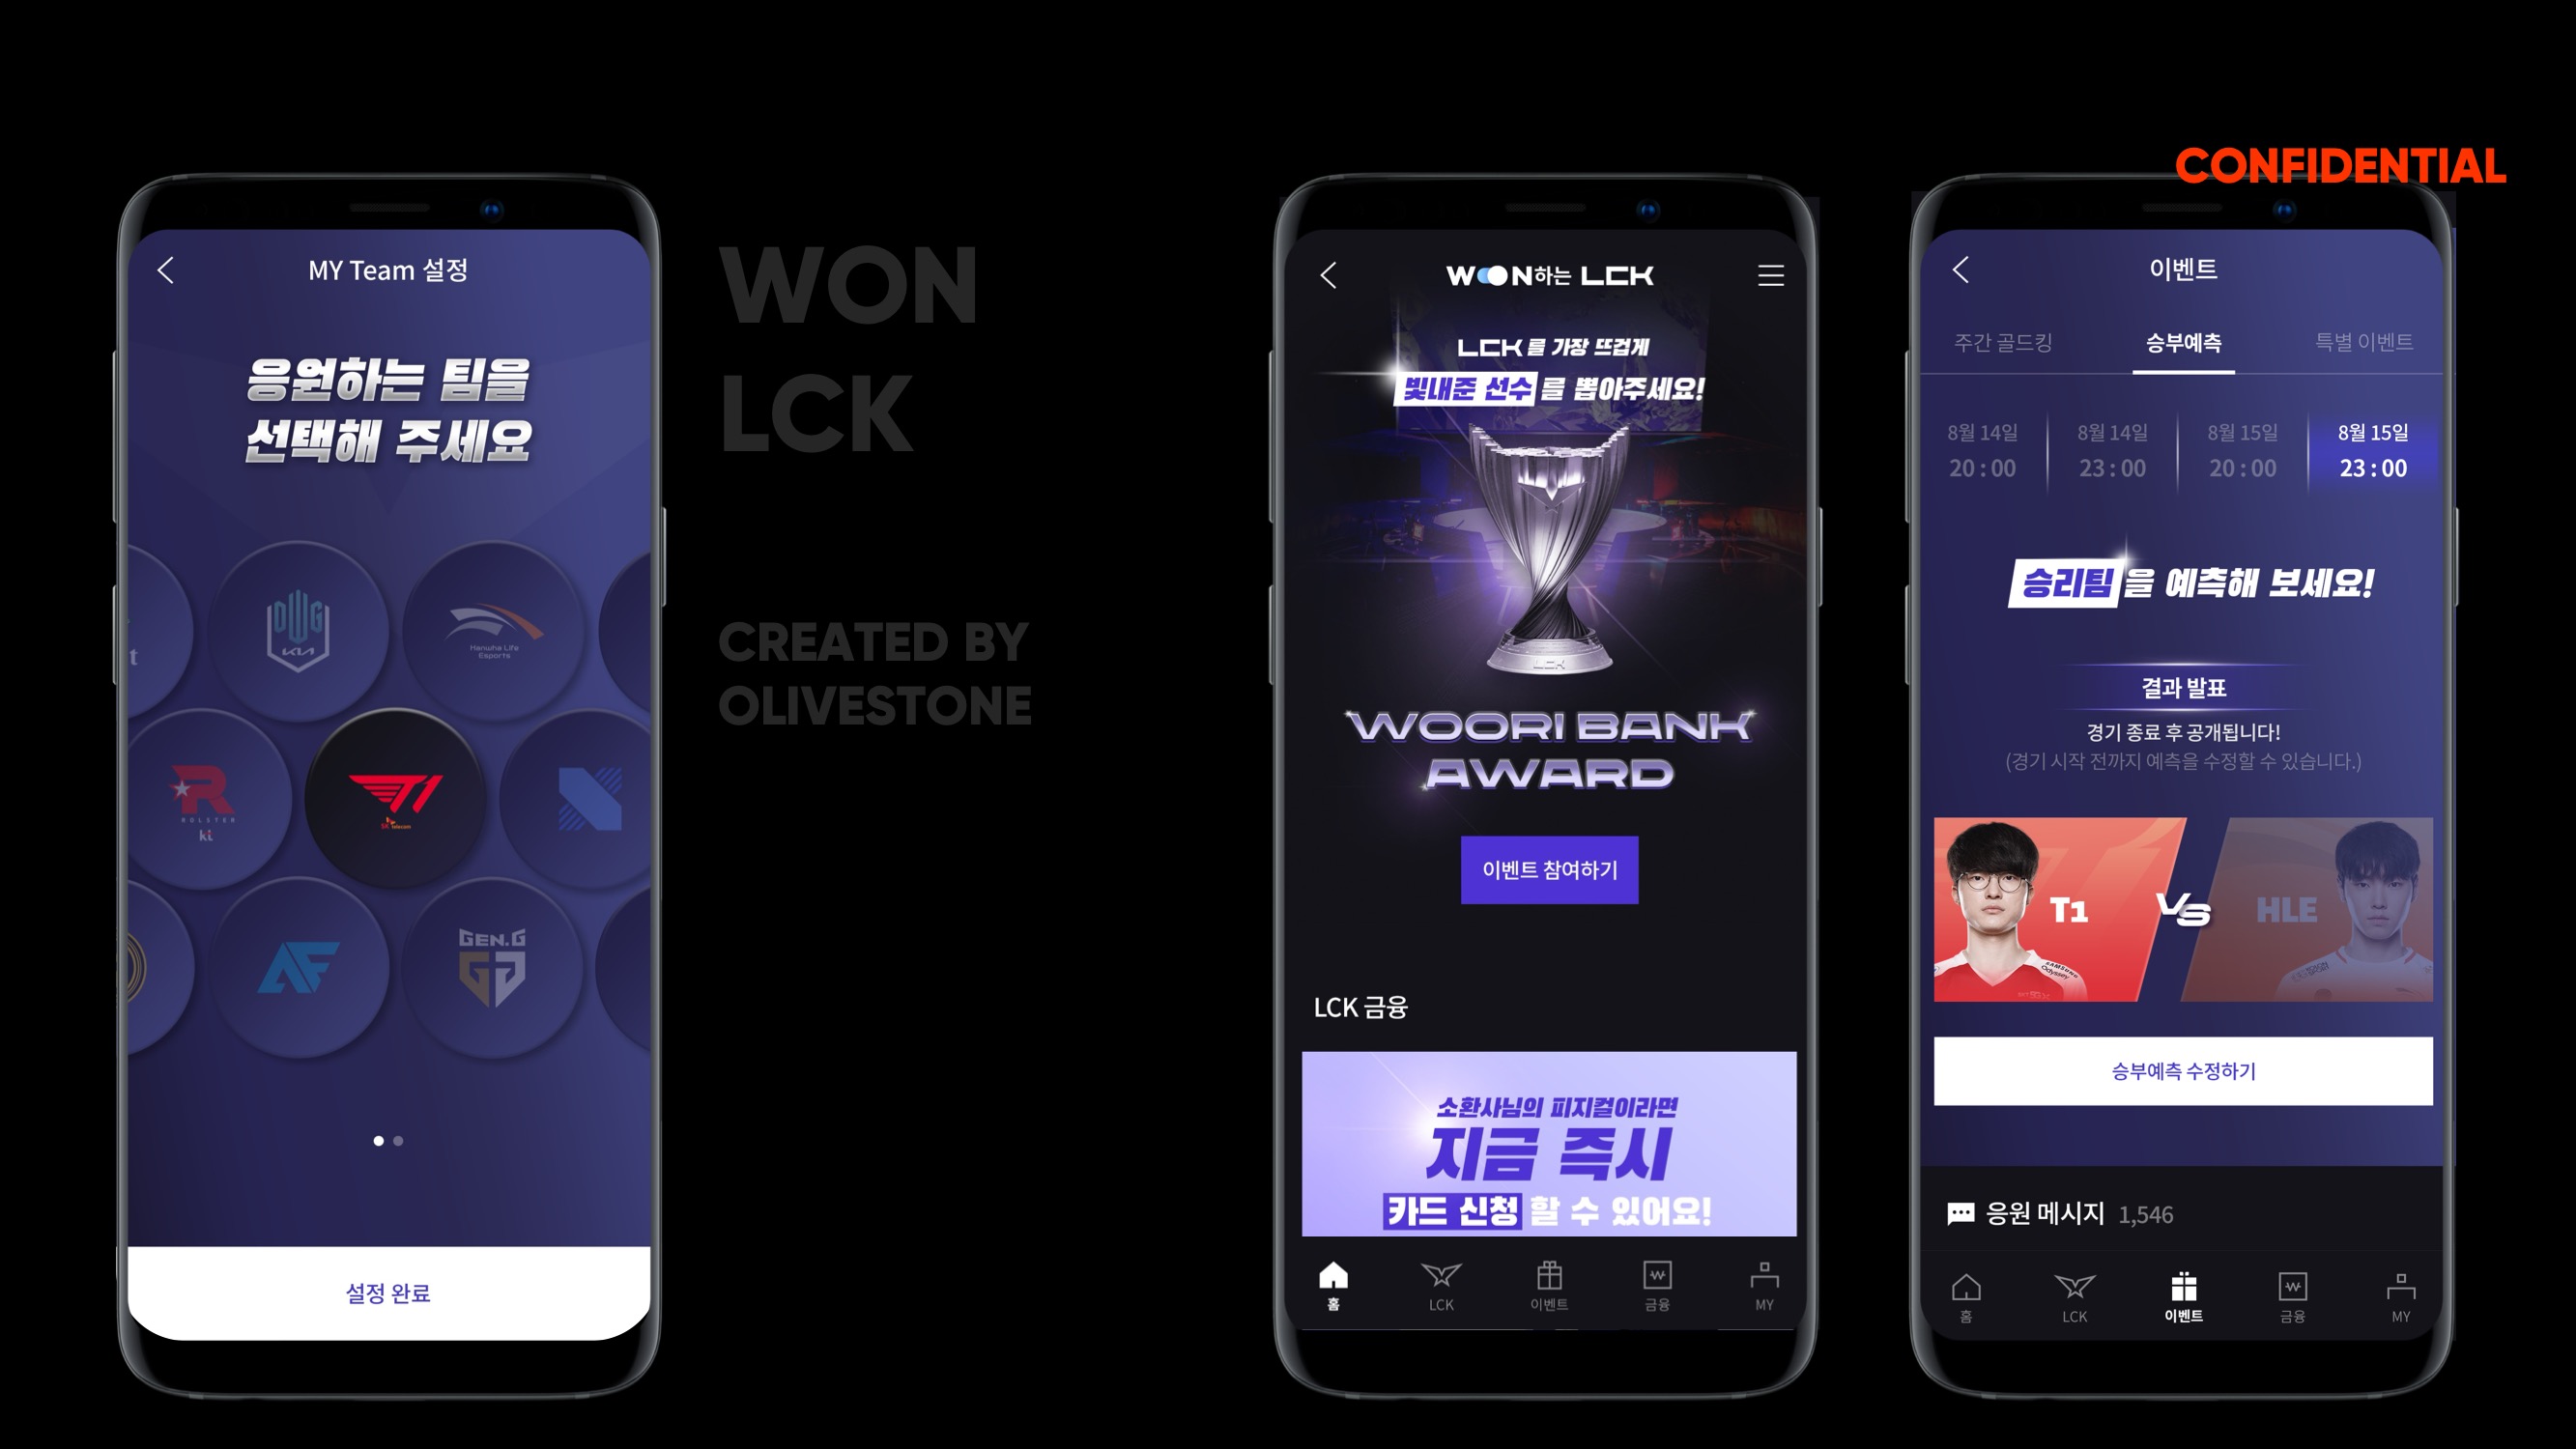 CONFIDENTIAL
MY Team 설정
응원하는 팀을
선택해 주세요
t
DWG
KIA
Hanwha Life
Esports
R
ROLSTER
kt
T1
SK telecom
AF
GEN.G
설정 완료
WON
LCK
CREATED BY
OLIVESTONE
WON하는 LCK
LCK를 가장 뜨겁게
빛내준 선수를 뽑아주세요!
LCK
WOORI BANK
AWARD
이벤트 참여하기
LCK 금융
소환사님의 피지컬이라면
지금 즉시
카드 신청 할 수 있어요!
홈 LCK 이벤트 금융 MY
이벤트
주간 골드킹 승부예측 특별 이벤트
8월 14일 8월 14일 8월 15일 8월 15일
20 : 00 23 : 00 20 : 00 23 : 00
승리팀을 예측해 보세요!
결과 발표
경기 종료 후 공개됩니다!
(경기 시작 전까지 예측을 수정할 수 있습니다.)
T1 VS HLE
SAMSUNG
Odyssey
승부예측 수정하기
응원 메시지 1,546
홈 LCK 이벤트 금융 MY